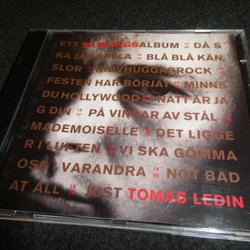 ETT SAMLINGSALBUM :: DÅ S
KA JAG SPELA :: BLÅ BLÅ KÄN
SLOR :: SNYHUGGARROCK ::
FESTEN HAR BÖRJAT :: MINNS
DU HOLLYWOOD :: NATT ÄR JA
G DIN :: PÅ VINGAR AV STÅL ::
MADEMOISELLE :: DET LIGGE
R I LUFTEN :: VI SKA GÖMMA
OSS I VARANDRA :: NOT BAD
AT ALL :: JUST TOMAS LEDIN